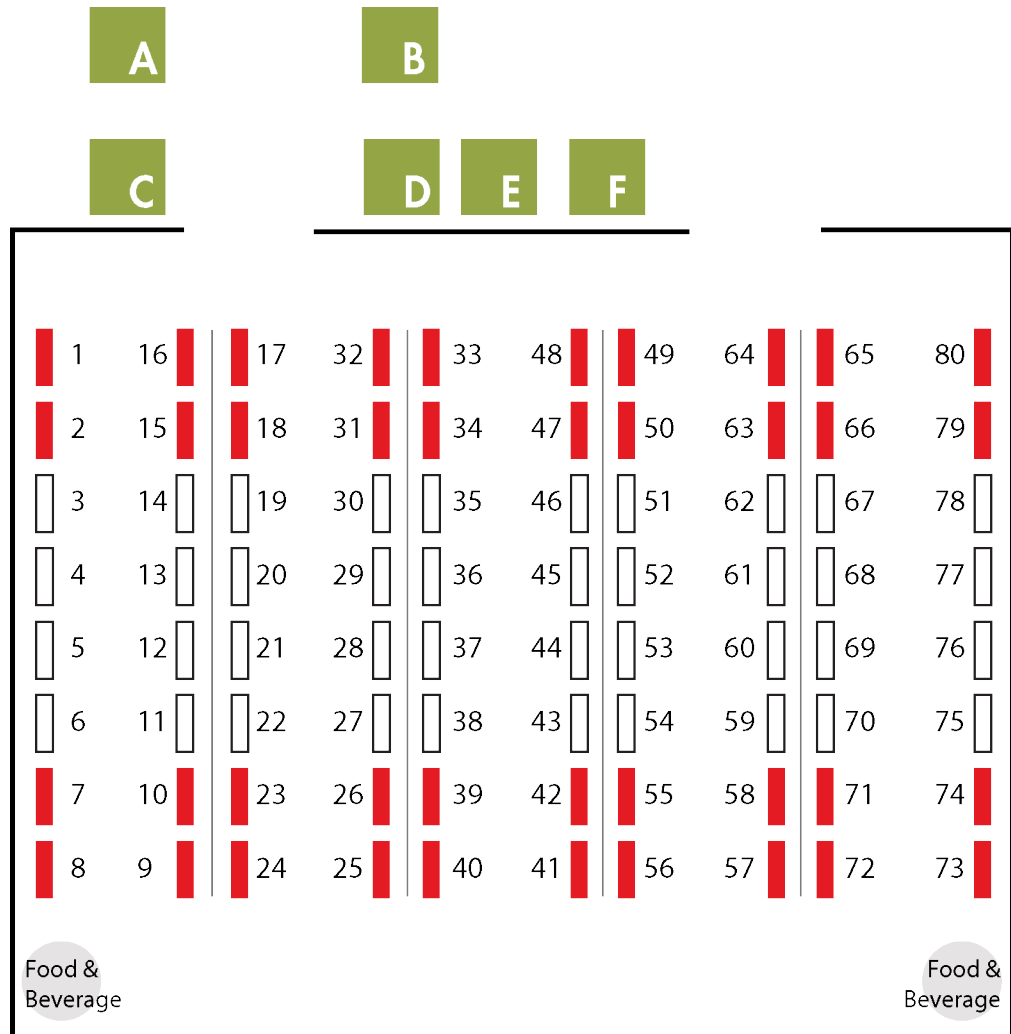 A B
C D E F
1 16 17 32 33 48 49 64 65 80
2 15 18 31 34 47 50 63 66 79
3 14 19 30 35 46 51 62 67 78
4 13 20 29 36 45 52 61 68 77
5 12 21 28 37 44 53 60 69 76
6 11 22 27 38 43 54 59 70 75
7 10 23 26 39 42 55 58 71 74
8 9 24 25 40 41 56 57 72 73
Food &
Beverage
Food &
Beverage